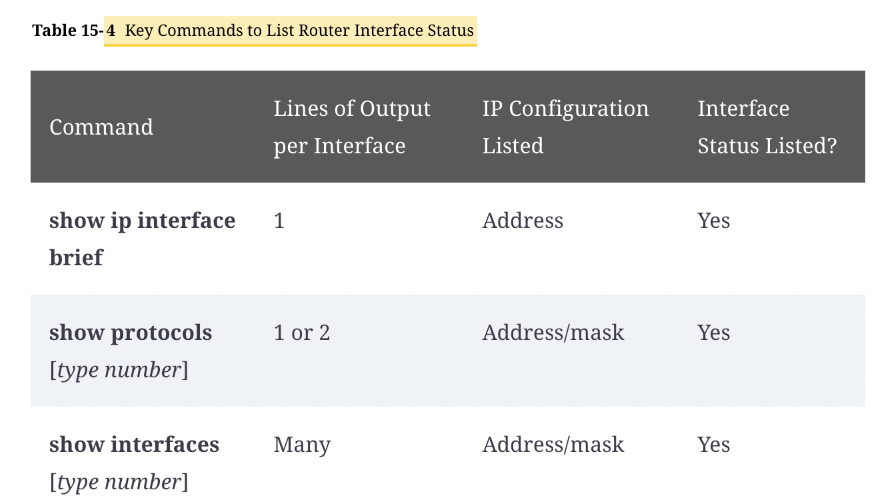 Table 15-4 Key Commands to List Router Interface Status
Command
Lines of Output
per Interface
IP Configuration
Listed
Interface
Status Listed?
show ip interface
brief
1
Address
Yes
show protocols
[type number]
1 or 2
Address/mask
Yes
show interfaces
[type number]
Many
Address/mask
Yes